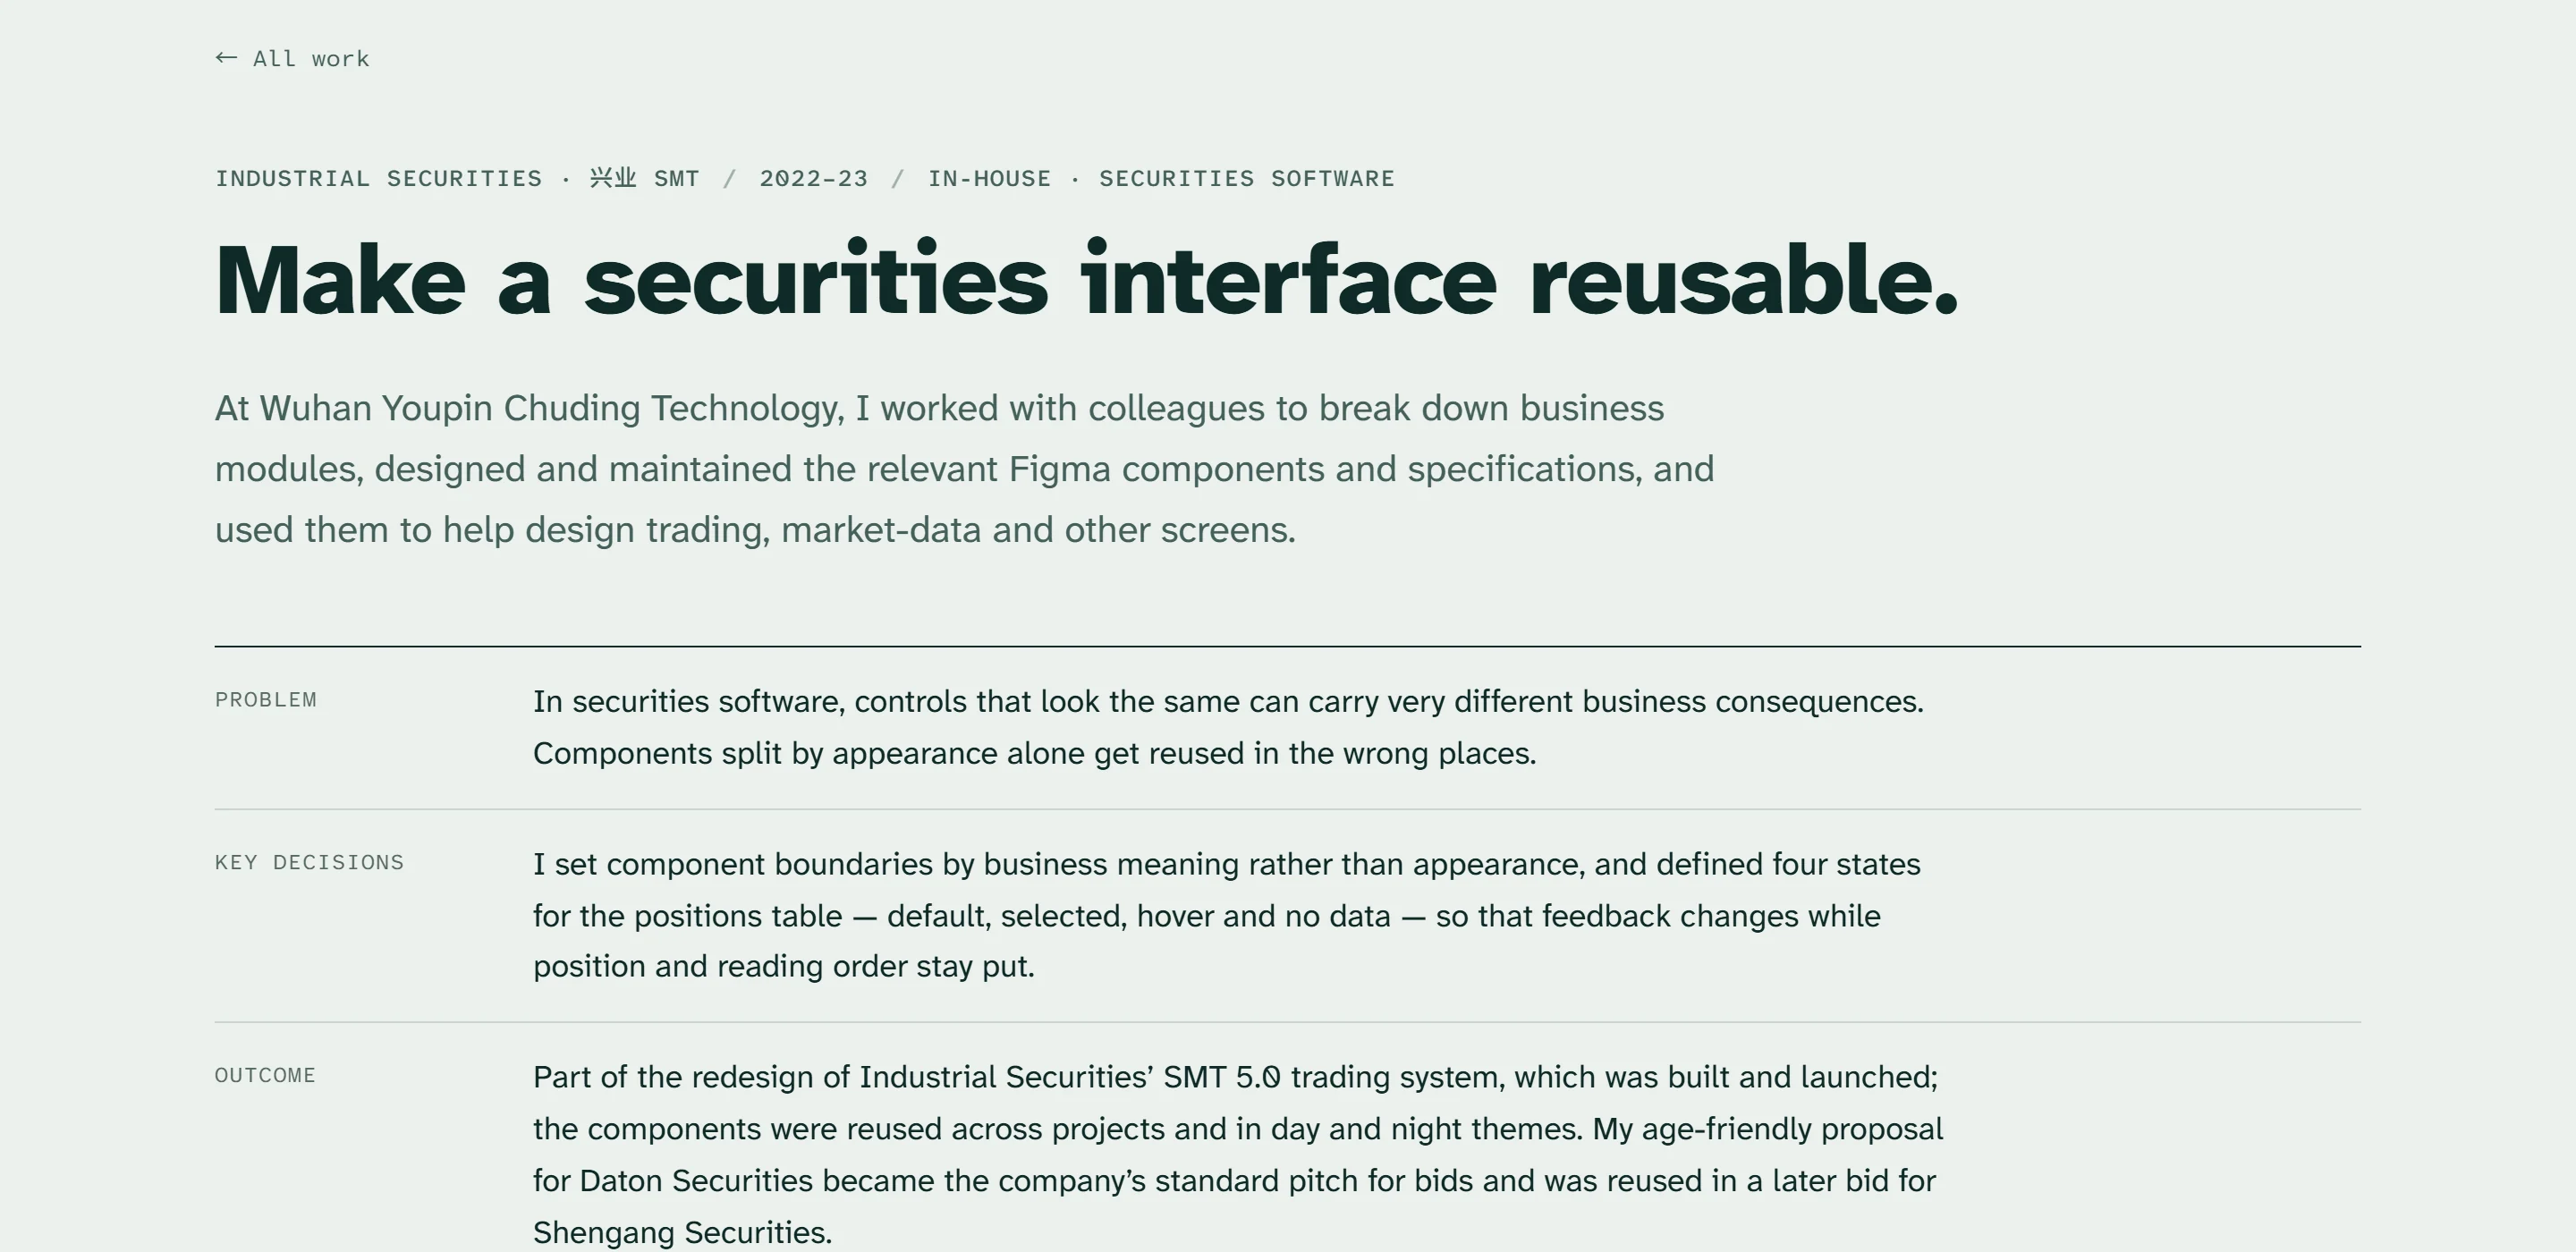 ← All work
INDUSTRIAL SECURITIES · 兴业 SMT / 2022–23 / IN-HOUSE · SECURITIES SOFTWARE
Make a securities interface reusable.
At Wuhan Youpin Chuding Technology, I worked with colleagues to break down business
modules, designed and maintained the relevant Figma components and specifications, and
used them to help design trading, market-data and other screens.
PROBLEM
In securities software, controls that look the same can carry very different business consequences.
Components split by appearance alone get reused in the wrong places.
KEY DECISIONS
I set component boundaries by business meaning rather than appearance, and defined four states
for the positions table — default, selected, hover and no data — so that feedback changes while
position and reading order stay put.
OUTCOME
Part of the redesign of Industrial Securities’ SMT 5.0 trading system, which was built and launched;
the components were reused across projects and in day and night themes. My age-friendly proposal
for Daton Securities became the company’s standard pitch for bids and was reused in a later bid for
Shengang Securities.